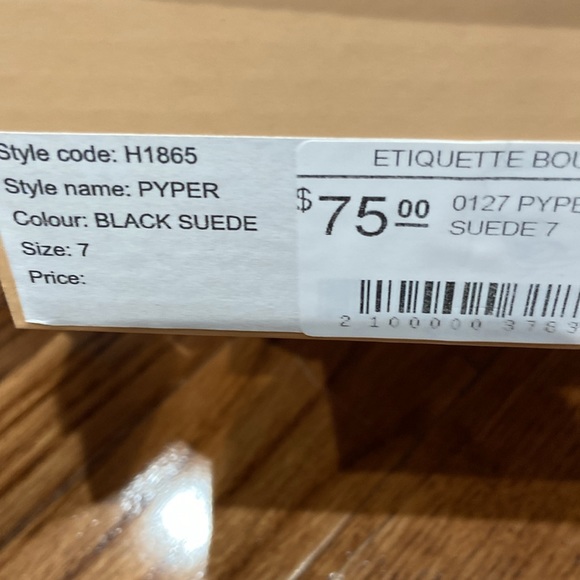 Style code: H1865
Style name: PYPER
Colour: BLACK SUEDE
Size: 7
Price:
ETIQUETTE BOU
$75.00
0127 PYPE
SUEDE 7
2 100000 3783